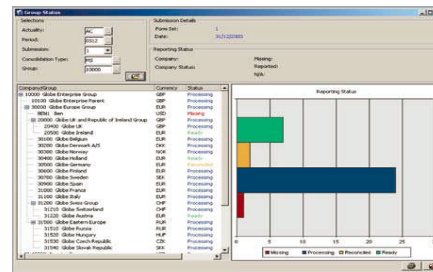 Group Status
Selections
Actuality: AC
Period: 0312
Submission: 1
Consolidation Type:
Group: 10000
Submission Details
Form Set: 1
Date: 31/12/2003
Reporting Status
Company: Missing:
Company Status: Reported:
N/A:
Company/Group Currency Status
10000 Globe Enterprise Group GBP Processing
10100 Globe Enterprise Parent GBP Processing
30000 Globe Europe Group EUR Processing
BEN1 Ben USD Missing
20000 Globe UK and Republic of Ireland Group GBP Processing
20400 Globe UK GBP Processing
20500 Globe Ireland EUR Ready
30100 Globe Belgium EUR Processing
30200 Globe Denmark A/S DKK Processing
30300 Globe Norway NOK Processing
30400 Globe Holland EUR Ready
30500 Globe Germany EUR Reconciled
30600 Globe Finland EUR Processing
30700 Globe Sweden SEK Processing
30900 Globe Spain EUR Processing
31000 Globe France EUR Processing
31100 Globe Italy EUR Processing
31200 Globe Swiss Group CHF Processing
31210 Globe Switzerland CHF Processing
31220 Globe Austria EUR Ready
31500 Globe Eastern Europe EUR Processing
31510 Globe Russia EUR Processing
31520 Globe Hungary HUF Processing
31530 Globe Czech Republic CZK Processing
31540 Globe Slovak Republic SKK Processing
Reporting Status
0 5 10 15 20 25
Missing Processing Reconciled Ready